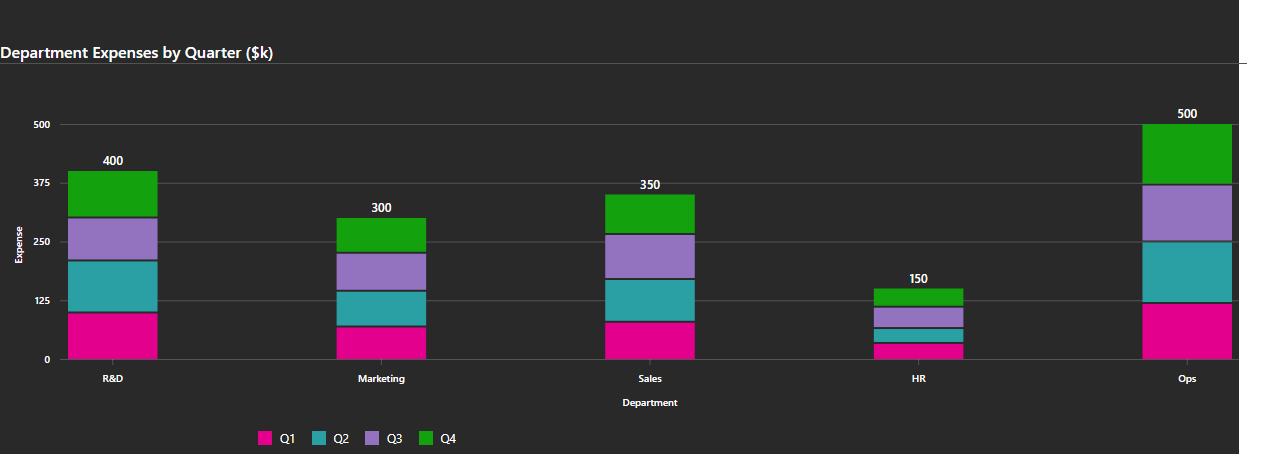 Department Expenses by Quarter ($k)
500
400
500
375
350
300
Expense
250
150
125
0
R&D Marketing Sales HR Ops
Department
Q1 Q2 Q3 Q4